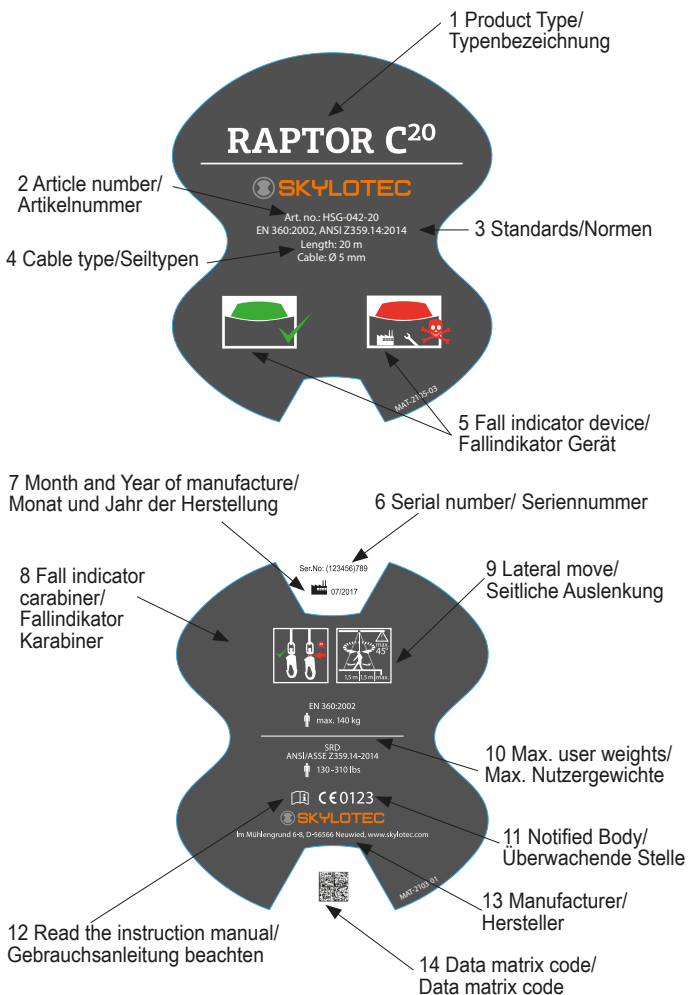 1 Product Type/
Typenbezeichnung
RAPTOR C20
SKYLOTEC
2 Article number/
Artikelnummer
Art. no.: HSG-042-20
EN 360:2002, ANSI Z359.14:2014
Length: 20 m
Cable: Ø 5 mm
3 Standards/Normen
4 Cable type/Seiltypen
MAT-2105-03
5 Fall indicator device/
Fallindikator Gerät
7 Month and Year of manufacture/
Monat und Jahr der Herstellung
6 Serial number/ Seriennummer
Ser.No: (123456)789
07/2017
8 Fall indicator
carabiner/
Fallindikator
Karabiner
9 Lateral move/
Seitliche Auslenkung
max.
45°
1,5 m 1,5 m max.
EN 360:2002
max. 140 kg
SRD
ANSI/ASSE Z359.14-2014
130-310 lbs
10 Max. user weights/
Max. Nutzergewichte
CE0123
SKYLOTEC
Im Mühlengrund 6-8, D-56566 Neuwied, www.skylotec.com
11 Notified Body/
Überwachende Stelle
MAT-2103-01
13 Manufacturer/
Hersteller
12 Read the instruction manual/
Gebrauchsanleitung beachten
14 Data matrix code/
Data matrix code